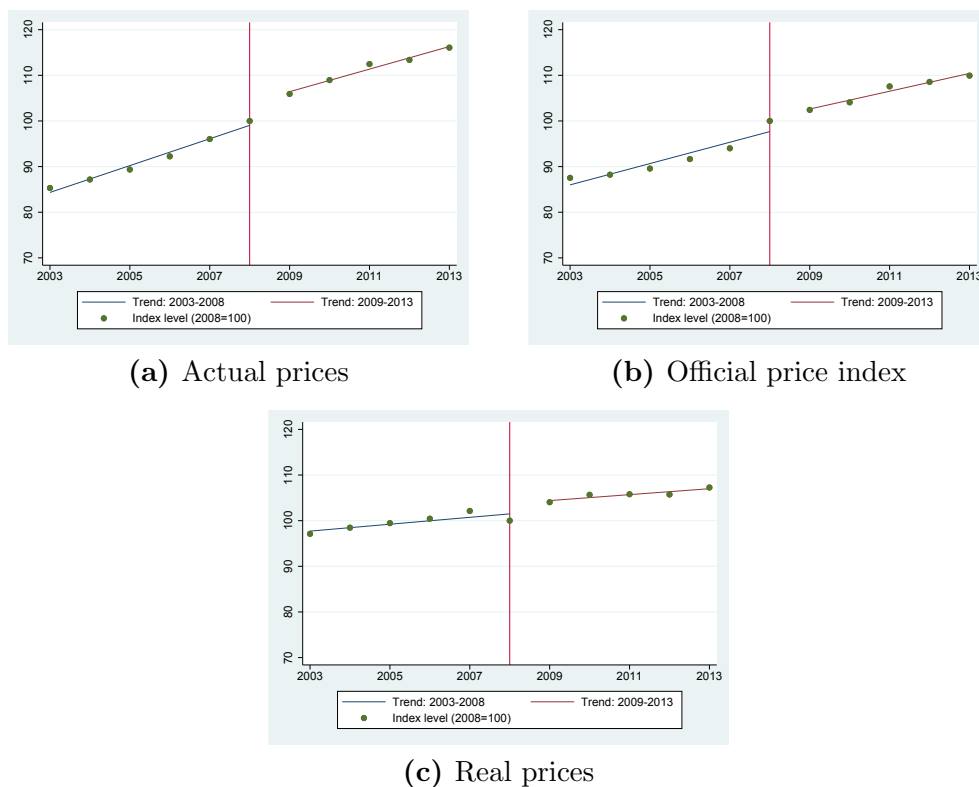 120
110
100
90
80
70
2003 2005 2007 2009 2011 2013
Trend: 2003-2008 Trend: 2009-2013
Index level (2008=100)
(a) Actual prices
120
110
100
90
80
70
2003 2005 2007 2009 2011 2013
Trend: 2003-2008 Trend: 2009-2013
Index level (2008=100)
(b) Official price index
120
110
100
90
80
70
2003 2005 2007 2009 2011 2013
Trend: 2003-2008 Trend: 2009-2013
Index level (2008=100)
(c) Real prices